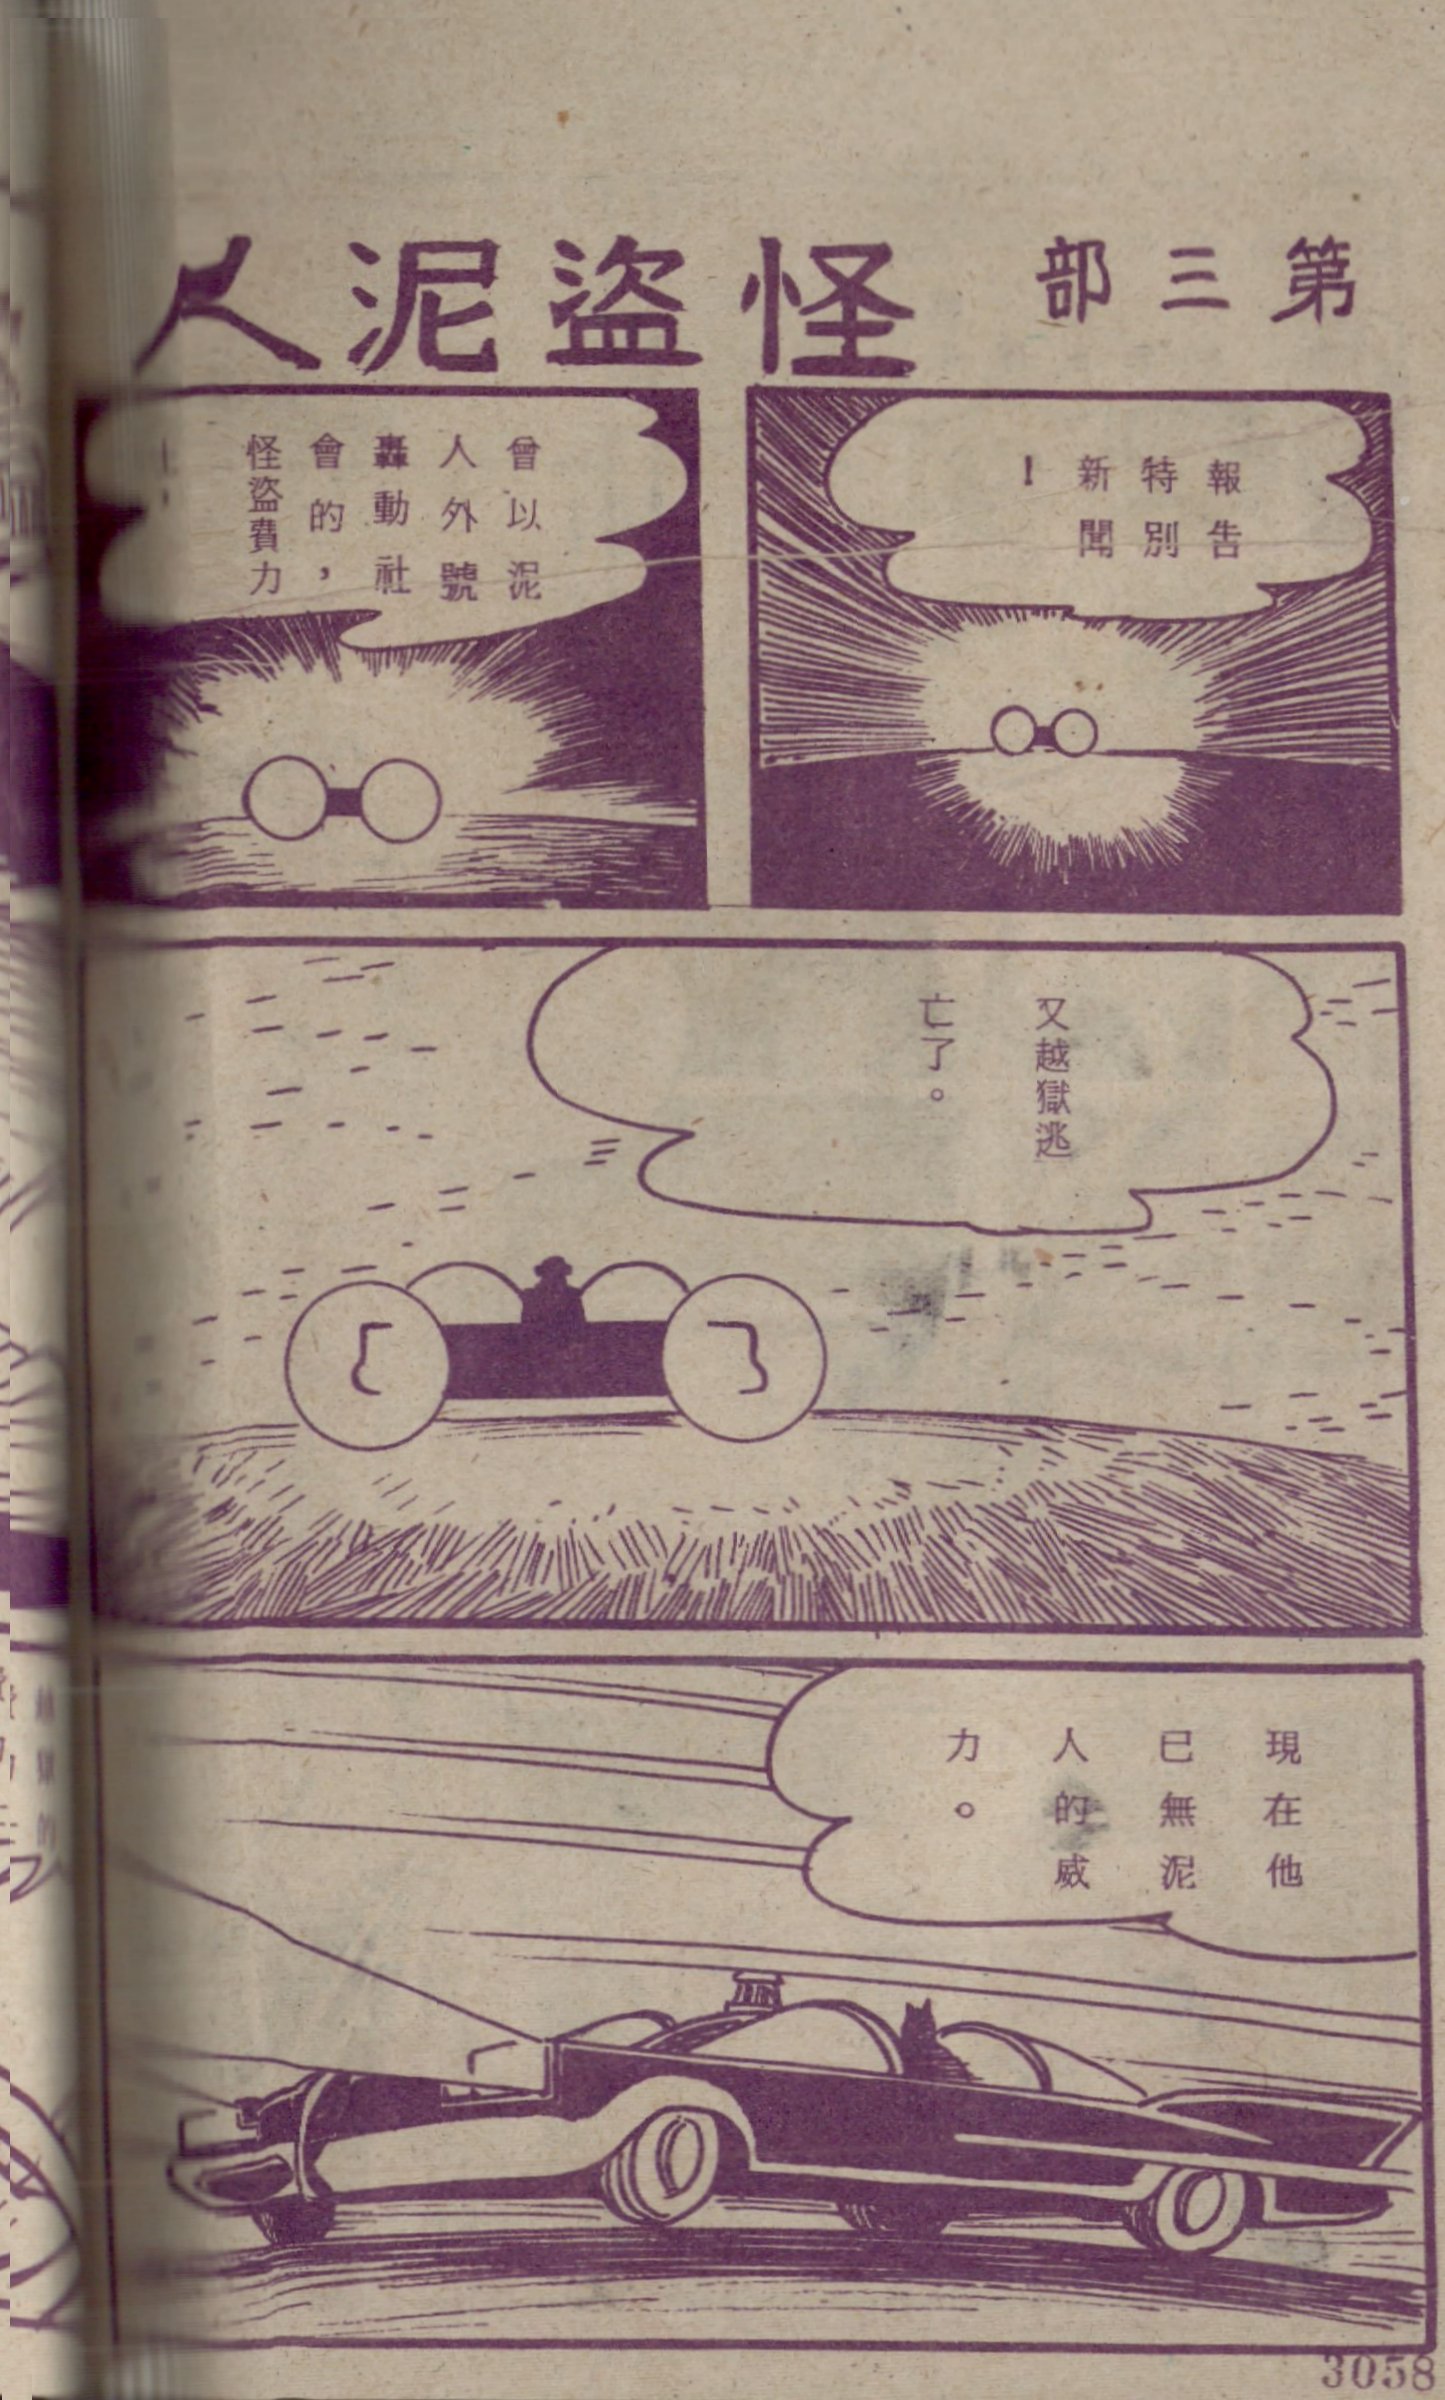 第三部
怪盜泥人
報告
特別
新聞
！
曾以泥
人外號
轟動社
會的，
怪盜費力
又越獄逃
亡了。
現在他
已無泥
人的威
力。
3058